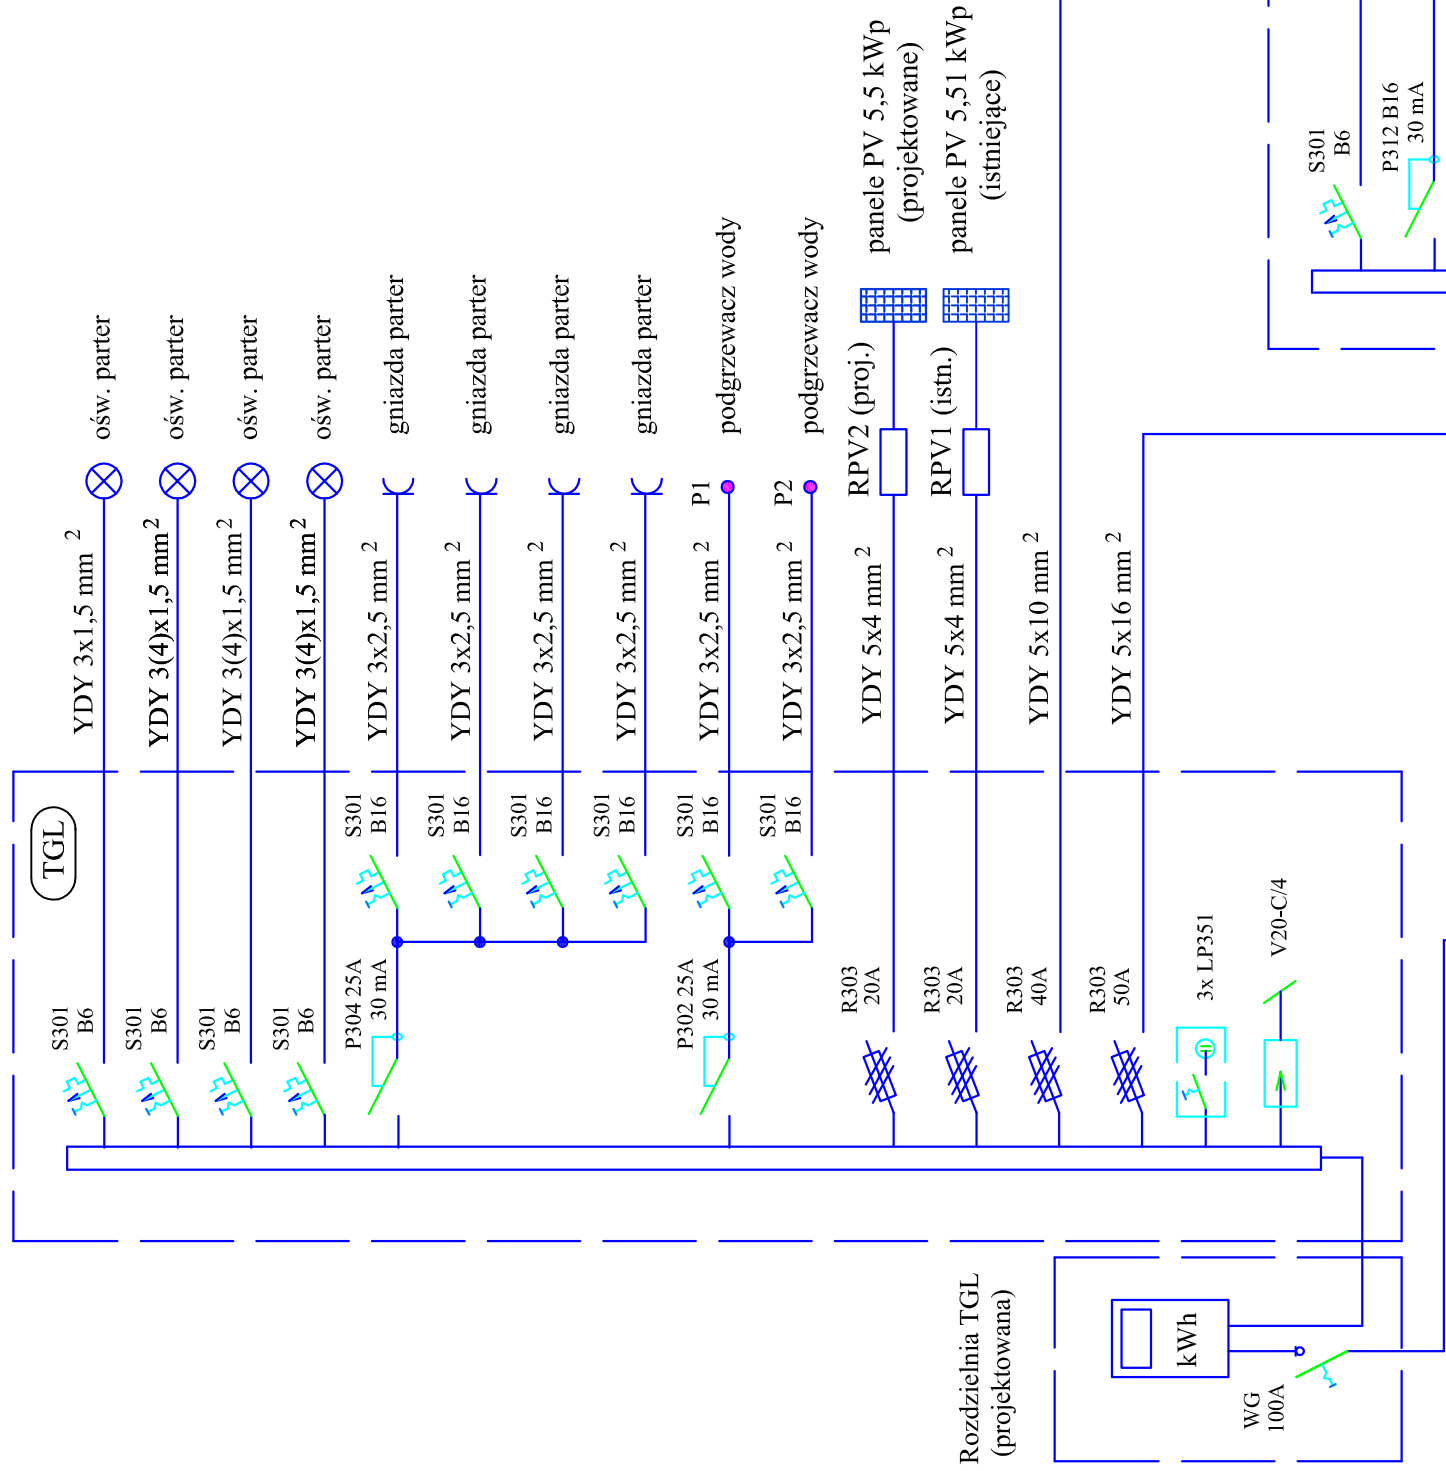 TGL
S301
B6
YDY 3x1,5 mm 2
ośw. parter
S301
B6
YDY 3(4)x1,5 mm2
ośw. parter
S301
B6
YDY 3(4)x1,5 mm2
ośw. parter
S301
B6
YDY 3(4)x1,5 mm2
ośw. parter
P304 25A
30 mA
S301
B16
YDY 3x2,5 mm 2
gniazda parter
S301
B16
YDY 3x2,5 mm 2
gniazda parter
S301
B16
YDY 3x2,5 mm 2
gniazda parter
S301
B16
YDY 3x2,5 mm 2
gniazda parter
P302 25A
30 mA
S301
B16
YDY 3x2,5 mm 2
P1
podgrzewacz wody
S301
B16
YDY 3x2,5 mm 2
P2
podgrzewacz wody
R303
20A
YDY 5x4 mm 2
RPV2 (proj.)
panele PV 5,5 kWp
(projektowane)
R303
20A
YDY 5x4 mm 2
RPV1 (istn.)
panele PV 5,51 kWp
(istniejące)
R303
40A
YDY 5x10 mm 2
R303
50A
YDY 5x16 mm 2
3x LP351
V20-C/4
Rozdzielnia TGL
(projektowana)
kWh
WG
100A
S301
B6
P312 B16
30 mA